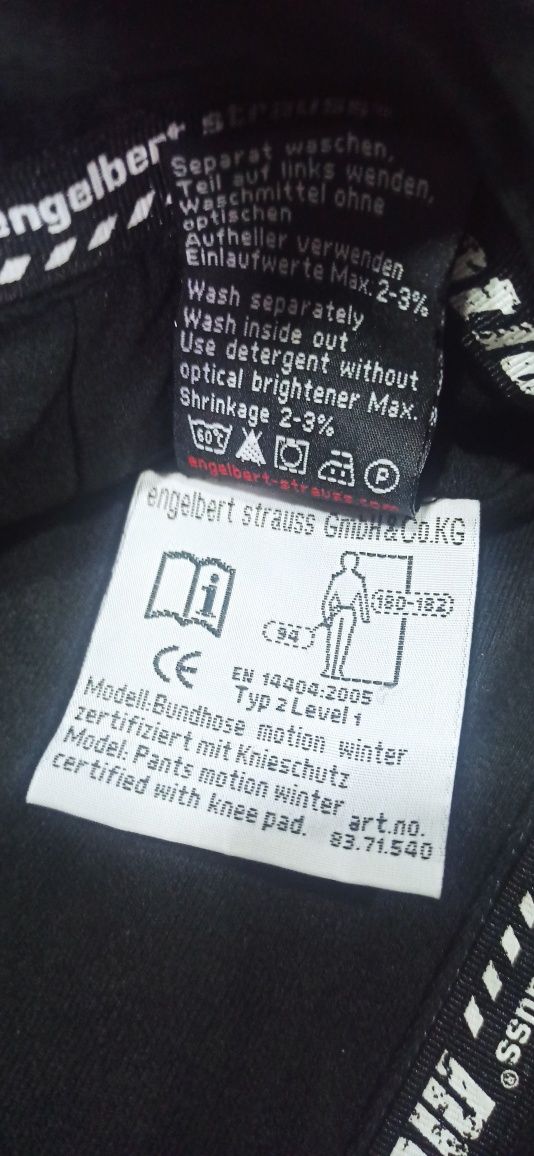 engelbert strauss
Separat waschen,
Teil auf links wenden,
Waschmittel ohne
optischen
Aufheller verwenden
Einlaufwerte Max. 2-3%
Wash separately
Wash inside out
Use detergent without
optical brightener Max.
Shrinkage 2-3%
60°C P
engelbert-strauss.com
engelbert strauss GmbH & Co.KG
i
180-182
94
CE
EN 14404:2005
Typ 2 Level 1
Modell: Bundhose motion winter
zertifiziert mit Knieschutz
Model: Pants motion winter
certified with knee pad.
art.no.
83.71.540